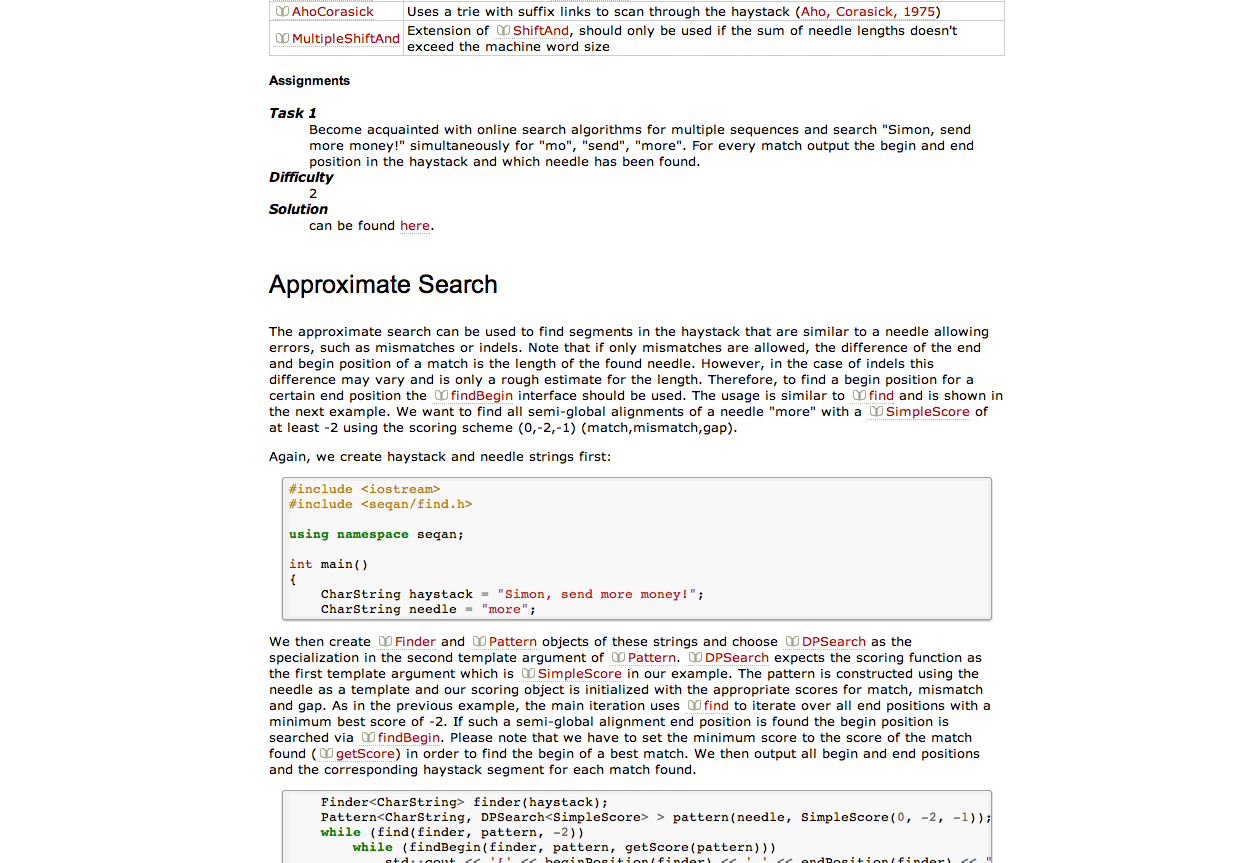 AhoCorasick Uses a trie with suffix links to scan through the haystack (Aho, Corasick, 1975)
MultipleShiftAnd Extension of ShiftAnd, should only be used if the sum of needle lengths doesn't
exceed the machine word size
Assignments
Task 1
Become acquainted with online search algorithms for multiple sequences and search "Simon, send
more money!" simultaneously for "mo", "send", "more". For every match output the begin and end
position in the haystack and which needle has been found.
Difficulty
2
Solution
can be found here.
Approximate Search
The approximate search can be used to find segments in the haystack that are similar to a needle allowing
errors, such as mismatches or indels. Note that if only mismatches are allowed, the difference of the end
and begin position of a match is the length of the found needle. However, in the case of indels this
difference may vary and is only a rough estimate for the length. Therefore, to find a begin position for a
certain end position the findBegin interface should be used. The usage is similar to find and is shown in
the next example. We want to find all semi-global alignments of a needle "more" with a SimpleScore of
at least -2 using the scoring scheme (0,-2,-1) (match,mismatch,gap).
Again, we create haystack and needle strings first:
#include <iostream>
#include <seqan/find.h>
using namespace seqan;
int main()
{
CharString haystack = "Simon, send more money!";
CharString needle = "more";
We then create Finder and Pattern objects of these strings and choose DPSearch as the
specialization in the second template argument of Pattern. DPSearch expects the scoring function as
the first template argument which is SimpleScore in our example. The pattern is constructed using the
needle as a template and our scoring object is initialized with the appropriate scores for match, mismatch
and gap. As in the previous example, the main iteration uses find to iterate over all end positions with a
minimum best score of -2. If such a semi-global alignment end position is found the begin position is
searched via findBegin. Please note that we have to set the minimum score to the score of the match
found (getScore) in order to find the begin of a best match. We then output all begin and end positions
and the corresponding haystack segment for each match found.
Finder<CharString> finder(haystack);
Pattern<CharString, DPSearch<SimpleScore> > pattern(needle, SimpleScore(0, -2, -1));
while (find(finder, pattern, -2))
while (findBegin(finder, pattern, getScore(pattern)))
std::cout << '[' << beginPosition(finder) << ',' << endPosition(finder) << "